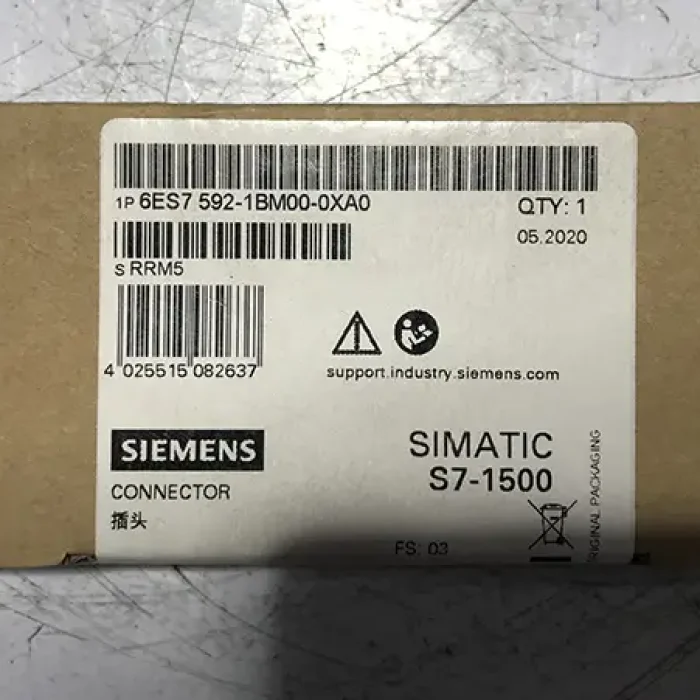 1P 6ES7 592-1BM00-0XA0
QTY: 1
05.2020
S RRM5
4 025515 082637
support.industry.siemens.com
SIEMENS
SIMATIC
S7-1500
CONNECTOR
插头
FS: 03
ORIGINAL PACKAGING